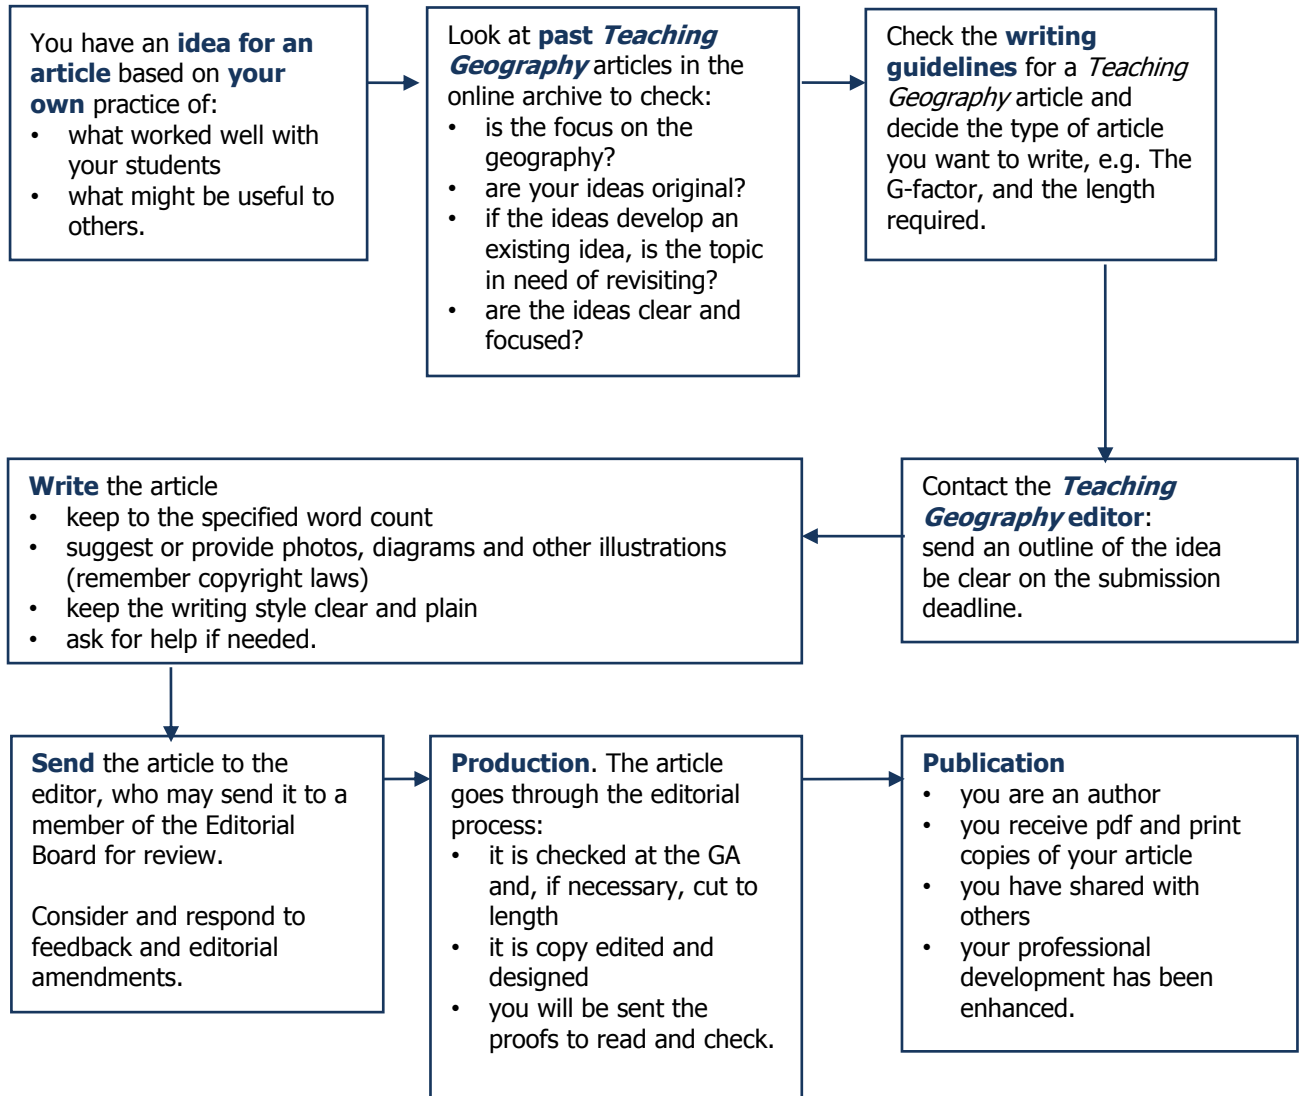 You have an idea for an
article based on your
own practice of:
• what worked well with
your students
• what might be useful to
others.
Look at past Teaching
Geography articles in the
online archive to check:
• is the focus on the
geography?
• are your ideas original?
• if the ideas develop an
existing idea, is the topic
in need of revisiting?
• are the ideas clear and
focused?
Check the writing
guidelines for a Teaching
Geography article and
decide the type of article
you want to write, e.g. The
G-factor, and the length
required.
Contact the Teaching
Geography editor:
send an outline of the idea
be clear on the submission
deadline.
Write the article
• keep to the specified word count
• suggest or provide photos, diagrams and other illustrations
(remember copyright laws)
• keep the writing style clear and plain
• ask for help if needed.
Send the article to the
editor, who may send it to a
member of the Editorial
Board for review.
Consider and respond to
feedback and editorial
amendments.
Production. The article
goes through the editorial
process:
• it is checked at the GA
and, if necessary, cut to
length
• it is copy edited and
designed
• you will be sent the
proofs to read and check.
Publication
• you are an author
• you receive pdf and print
copies of your article
• you have shared with
others
• your professional
development has been
enhanced.